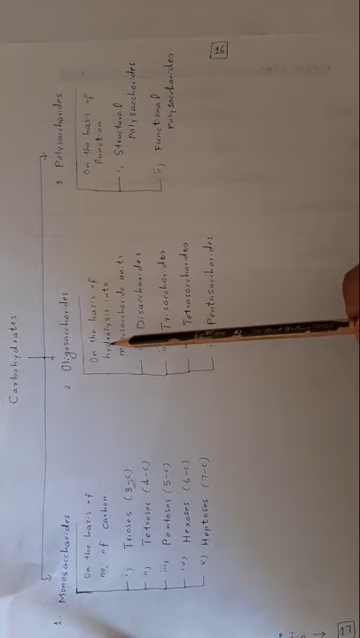 Carbohydrates
1. Monosaccharides
On the basis of
no. of carbon
i) Trioses (3-c)
ii) Tetroses (4-c)
iii) Pentoses (5-c)
iv) Hexoses (6-c)
v) Heptoses (7-c)
2 Oligosaccharides
On the basis of
hydrolysis into
monosaccharide units
Disaccharides
Trisaccharides
Tetrasaccharides
Pentasaccharides
3. Polysaccharides
On the basis of
Function
i) Structural
Polysaccharides
ii) Functional
Polysaccharides
16
17